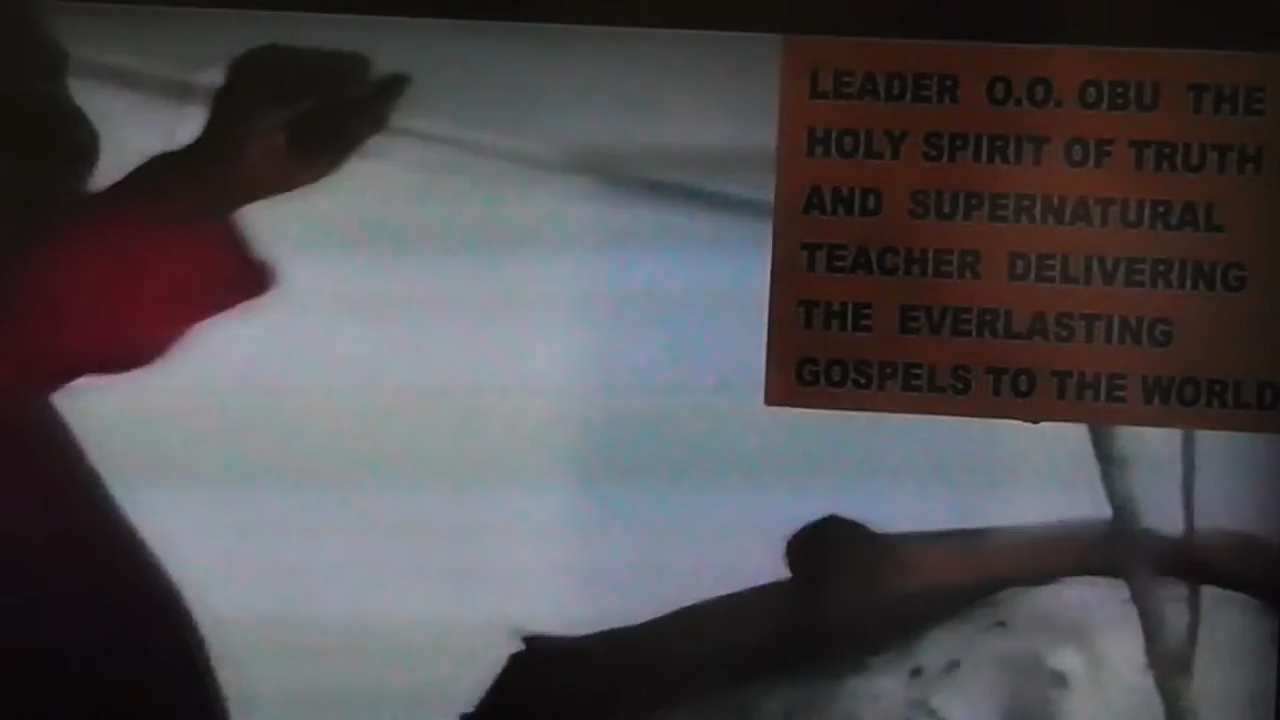 LEADER O.O. OBU THE
HOLY SPIRIT OF TRUTH
AND SUPERNATURAL
TEACHER DELIVERING
THE EVERLASTING
GOSPELS TO THE WORLD